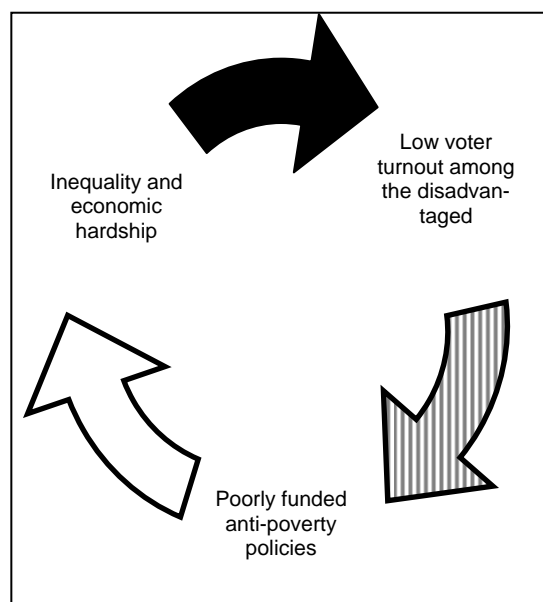 Inequality and
economic
hardship
Low voter
turnout among
the disadvan-
taged
Poorly funded
anti-poverty
policies